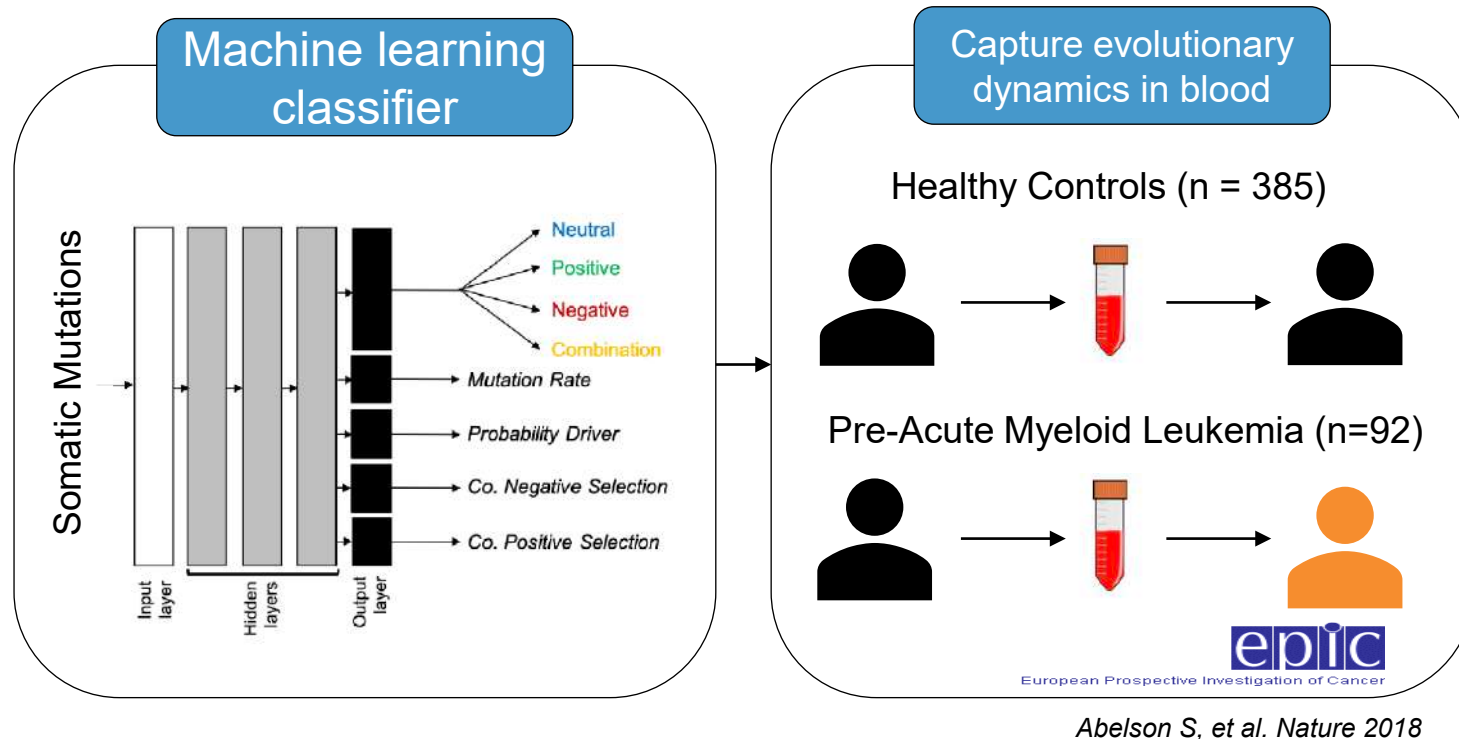 Machine learning
classifier
Somatic Mutations
Neutral
Positive
Negative
Combination
Mutation Rate
Probability Driver
Co. Negative Selection
Co. Positive Selection
Input
layer
Hidden
layers
Output
layer
Capture evolutionary
dynamics in blood
Healthy Controls (n = 385)
Pre-Acute Myeloid Leukemia (n=92)
epic
European Prospective Investigation of Cancer
Abelson S, et al. Nature 2018